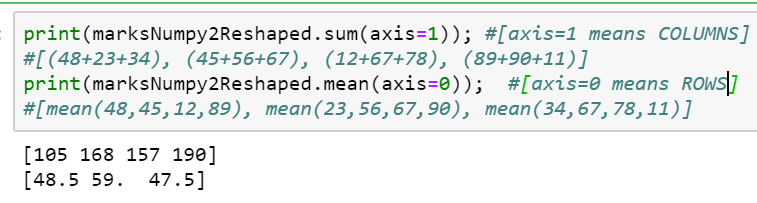 print(marksNumpy2Reshaped.sum(axis=1)); #[axis=1 means COLUMNS]
#[(48+23+34), (45+56+67), (12+67+78), (89+90+11)]
print(marksNumpy2Reshaped.mean(axis=0));  #[axis=0 means ROWS]
#[mean(48,45,12,89), mean(23,56,67,90), mean(34,67,78,11)]
[105 168 157 190]
[48.5 59.  47.5]